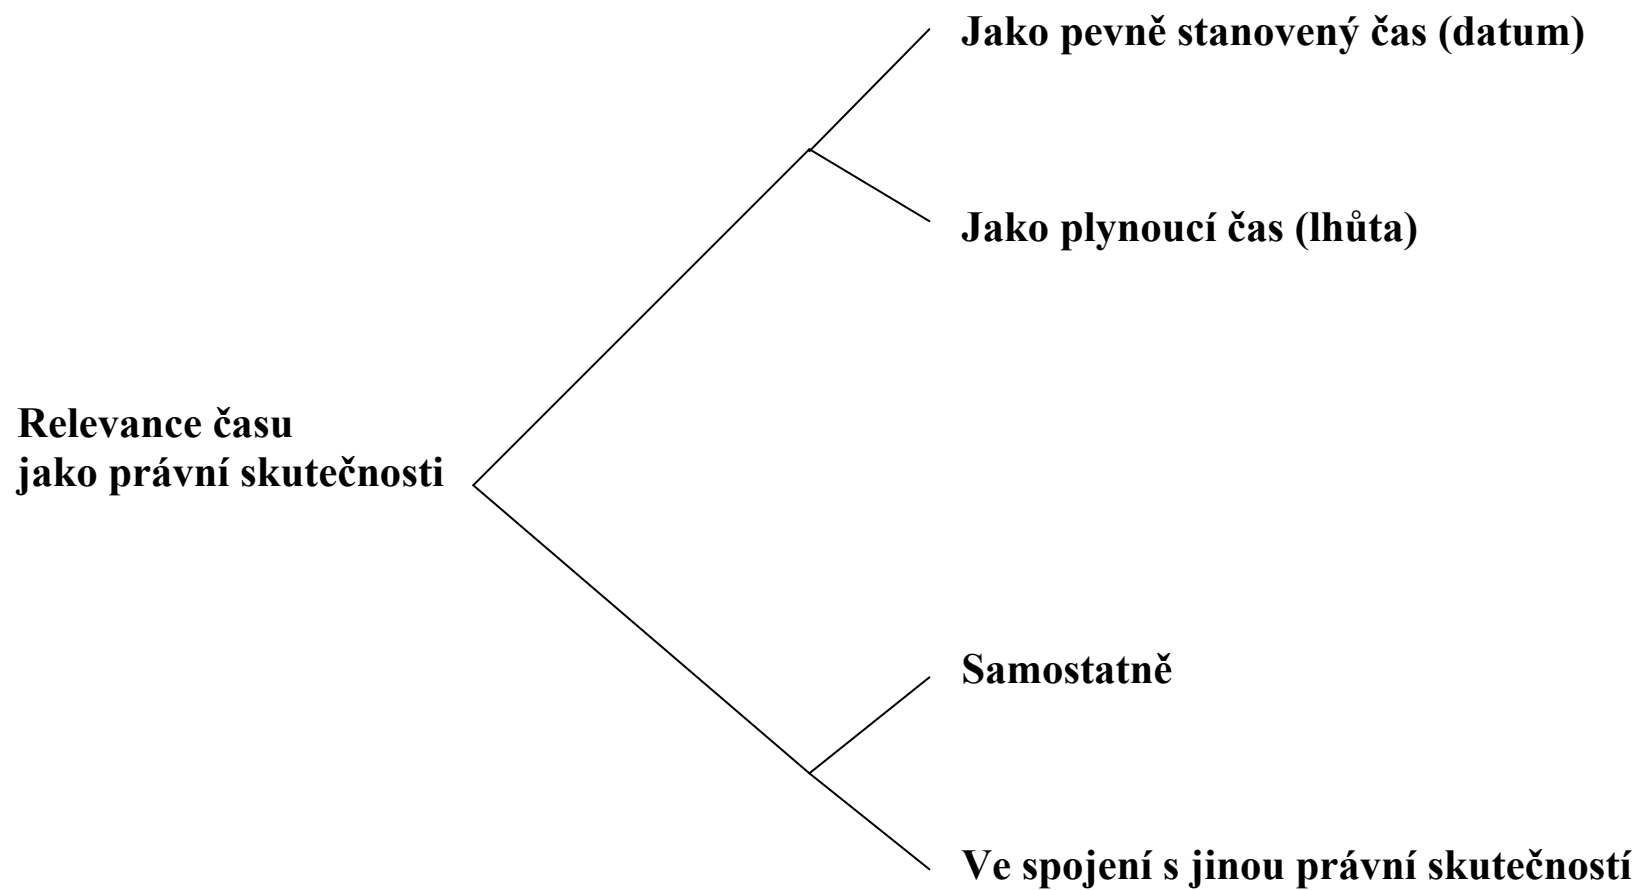 Jako pevně stanovený čas (datum)
Jako plynoucí čas (lhůta)
Relevance času
jako právní skutečnosti
Samostatně
Ve spojení s jinou právní skutečností